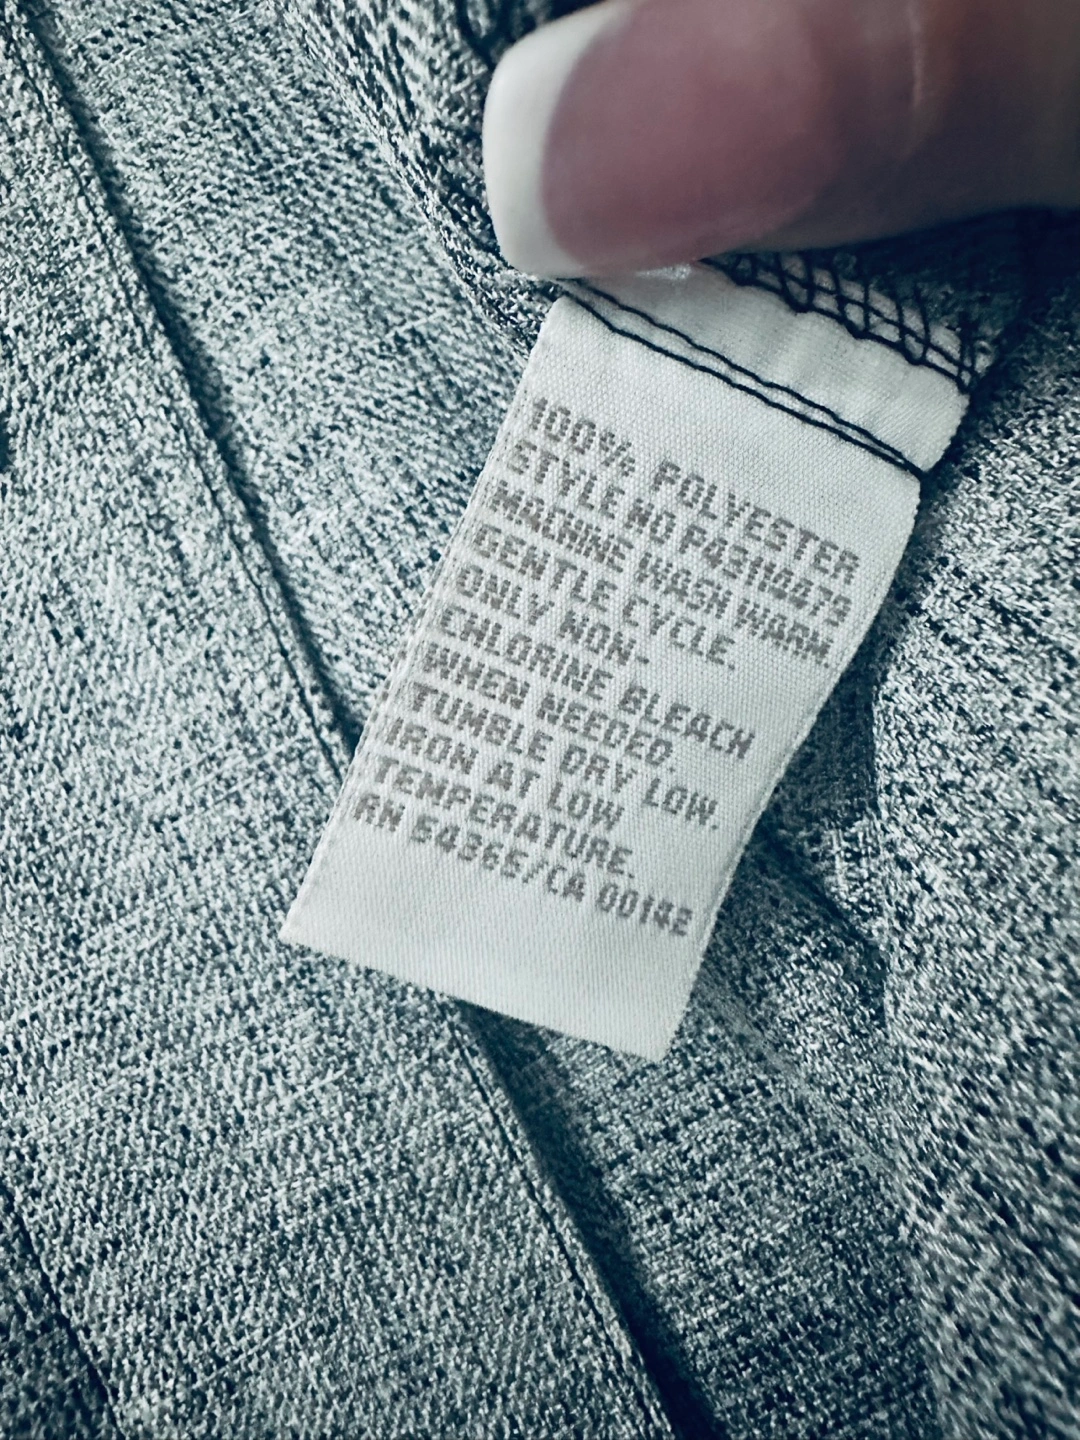 100% POLYESTER
STYLE NO P431H4479
MACHINE WASH WARM.
GENTLE CYCLE.
ONLY NON-
CHLORINE BLEACH
WHEN NEEDED.
TUMBLE DRY LOW.
IRON AT LOW
TEMPERATURE.
RN 54365/CA 00142